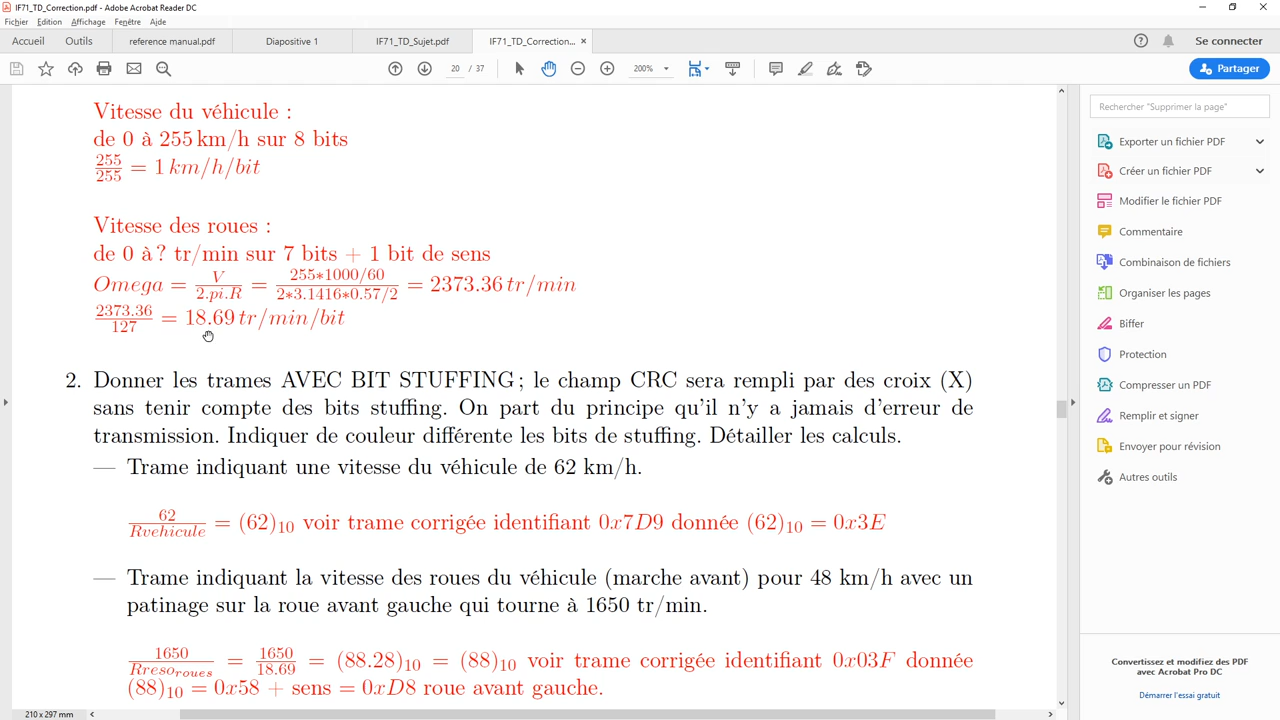 IF71_TD_Correction.pdf - Adobe Acrobat Reader DC
Fichier Edition Affichage Fenêtre Aide
Accueil Outils reference manual.pdf Diapositive 1 IF71_TD_Sujet.pdf IF71_TD_Correction... × Se connecter
20 / 37 200% Partager
Vitesse du véhicule :
de 0 à 255 km/h sur 8 bits
255/255 = 1 km/h/bit
Vitesse des roues :
de 0 à ? tr/min sur 7 bits + 1 bit de sens
Omega = V/2.pi.R = 255*1000/60 / 2*3.1416*0.57/2 = 2373.36 tr/min
2373.36/127 = 18.69 tr/min/bit
2. Donner les trames AVEC BIT STUFFING ; le champ CRC sera rempli par des croix (X)
sans tenir compte des bits stuffing. On part du principe qu'il n'y a jamais d'erreur de
transmission. Indiquer de couleur différente les bits de stuffing. Détailler les calculs.
— Trame indiquant une vitesse du véhicule de 62 km/h.
62/Rvehicule = (62)10 voir trame corrigée identifiant 0x7D9 donnée (62)10 = 0x3E
— Trame indiquant la vitesse des roues du véhicule (marche avant) pour 48 km/h avec un
patinage sur la roue avant gauche qui tourne à 1650 tr/min.
1650/Rresoroues = 1650/18.69 = (88.28)10 = (88)10 voir trame corrigée identifiant 0x03F donnée
(88)10 = 0x58 + sens = 0xD8 roue avant gauche.
Rechercher "Supprimer la page"
Exporter un fichier PDF
Créer un fichier PDF
Modifier le fichier PDF
Commentaire
Combinaison de fichiers
Organiser les pages
Biffer
Protection
Compresser un PDF
Remplir et signer
Envoyer pour révision
Autres outils
Convertissez et modifiez des PDF
avec Acrobat Pro DC
Démarrer l'essai gratuit
210 x 297 mm